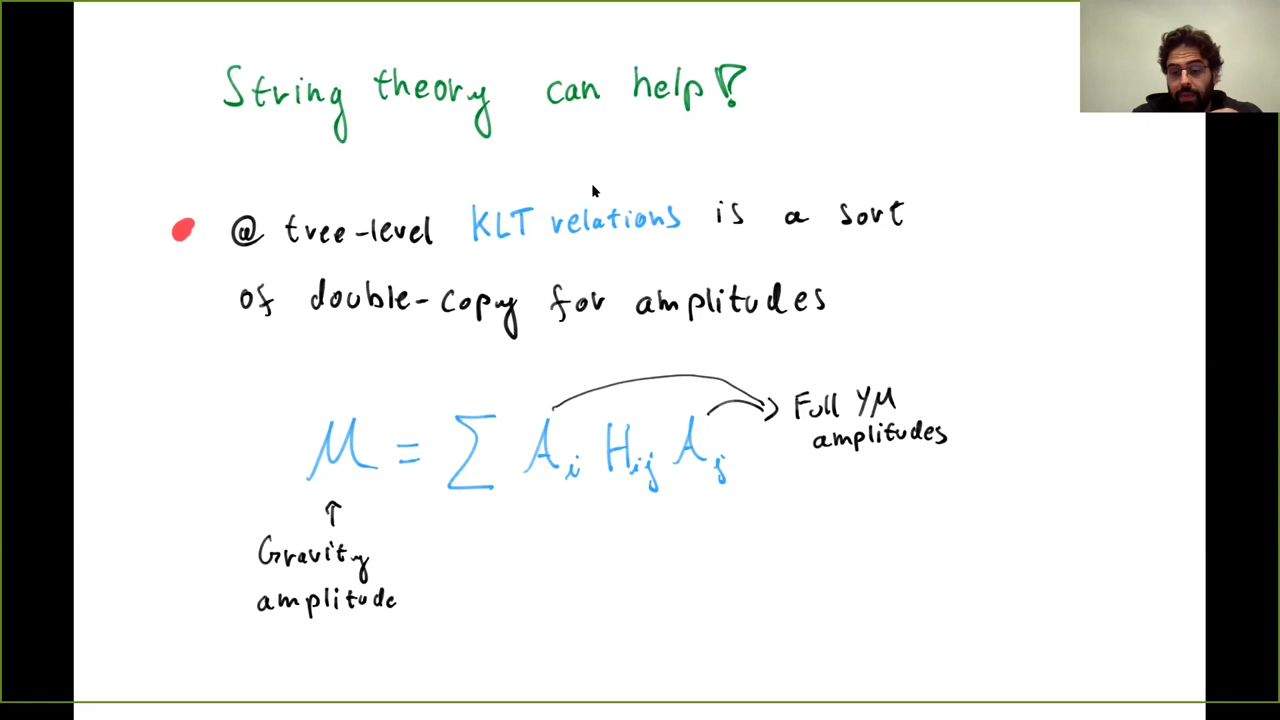 String theory can help!
@ tree-level KLT relations is a sort
of double-copy for amplitudes
M = Σ A_i H_ij A_j
Full YM
amplitudes
Gravity
amplitude